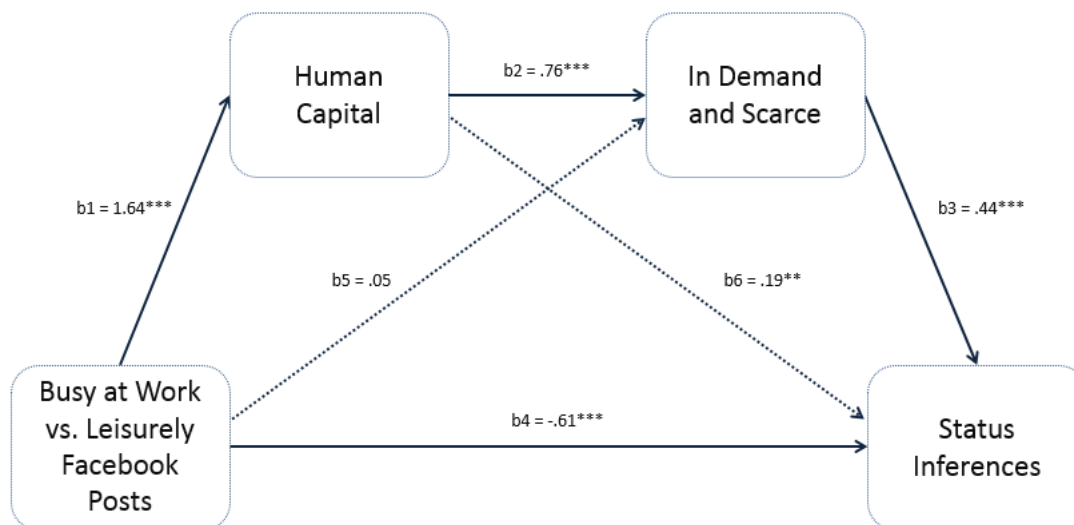 Human
Capital
b2 = .76***
In Demand
and Scarce
b1 = 1.64***
b3 = .44***
b5 = .05
b6 = .19**
Busy at Work
vs. Leisurely
Facebook
Posts
b4 = -.61***
Status
Inferences